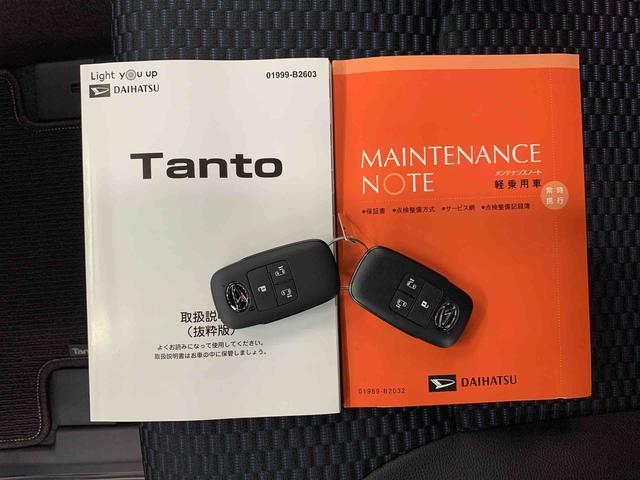 Light you up
01999-B2603
DAIHATSU
Tanto
取扱説明
(抜粋版)
よくお読みになって使用してください。
取扱説明書はお車の中に保管しましょう。
MAINTENANCE
NOTE
メンテナンスノート
軽乗用車
常時
携行
●保証書 ●点検整備方式 ●サービス網 ●点検整備記録簿
01989-B2032
DAIHATSU
Tan